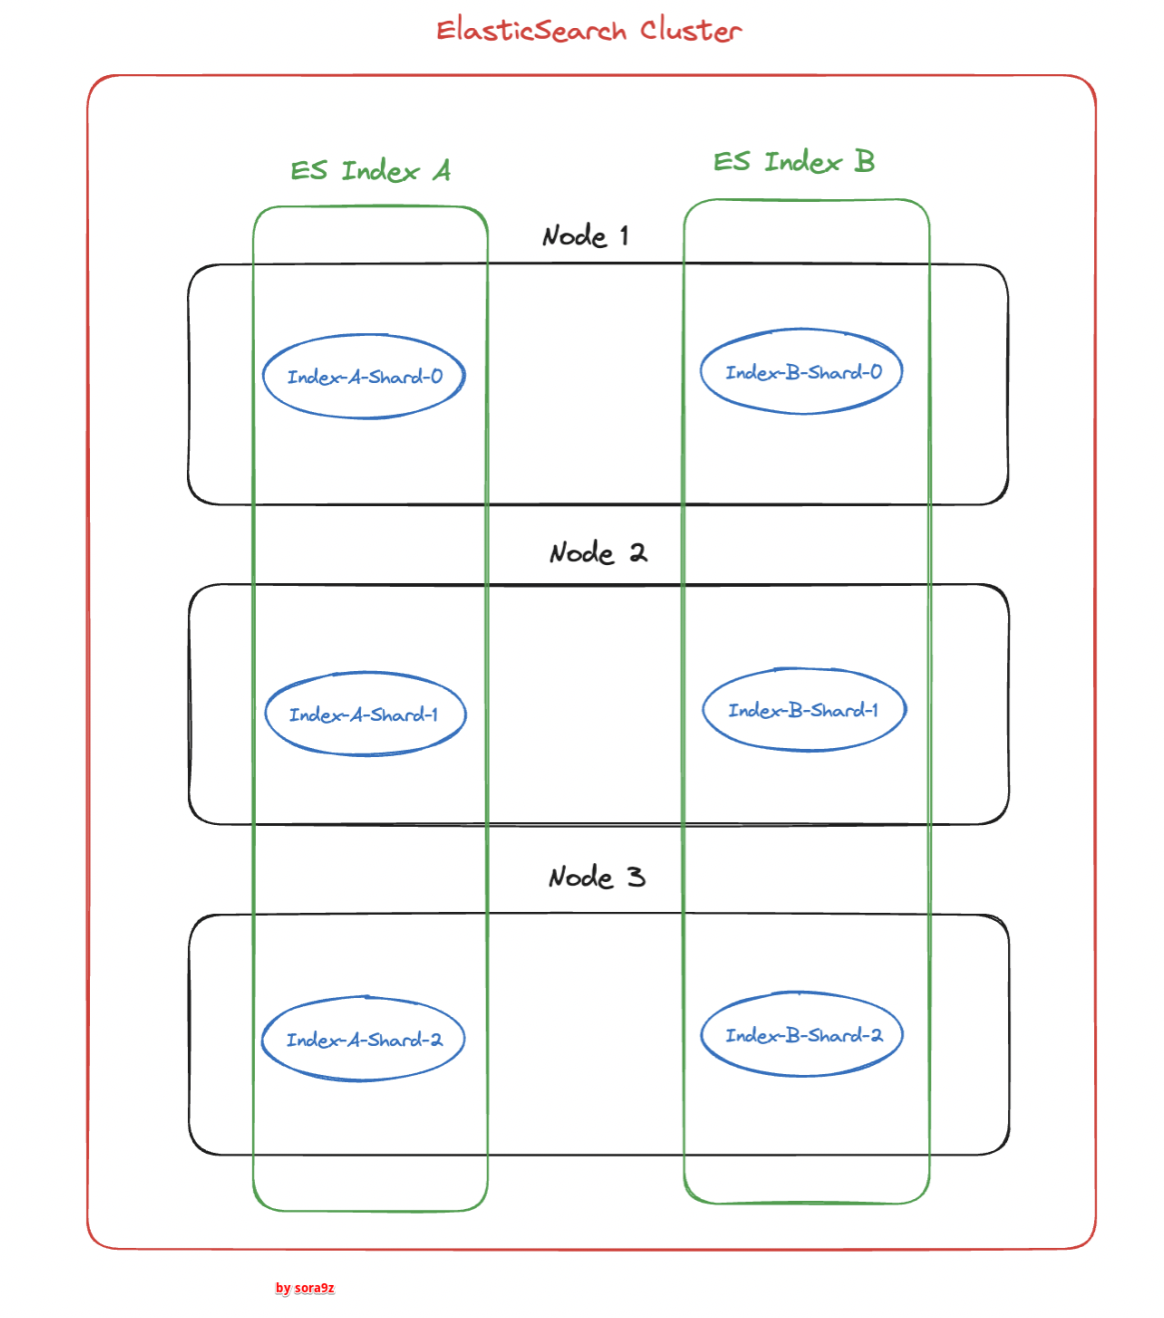 ElasticSearch Cluster
ES Index A
ES Index B
Node 1
Index-A-Shard-0
Index-B-Shard-0
Node 2
Index-A-Shard-1
Index-B-Shard-1
Node 3
Index-A-Shard-2
Index-B-Shard-2
by sora9z